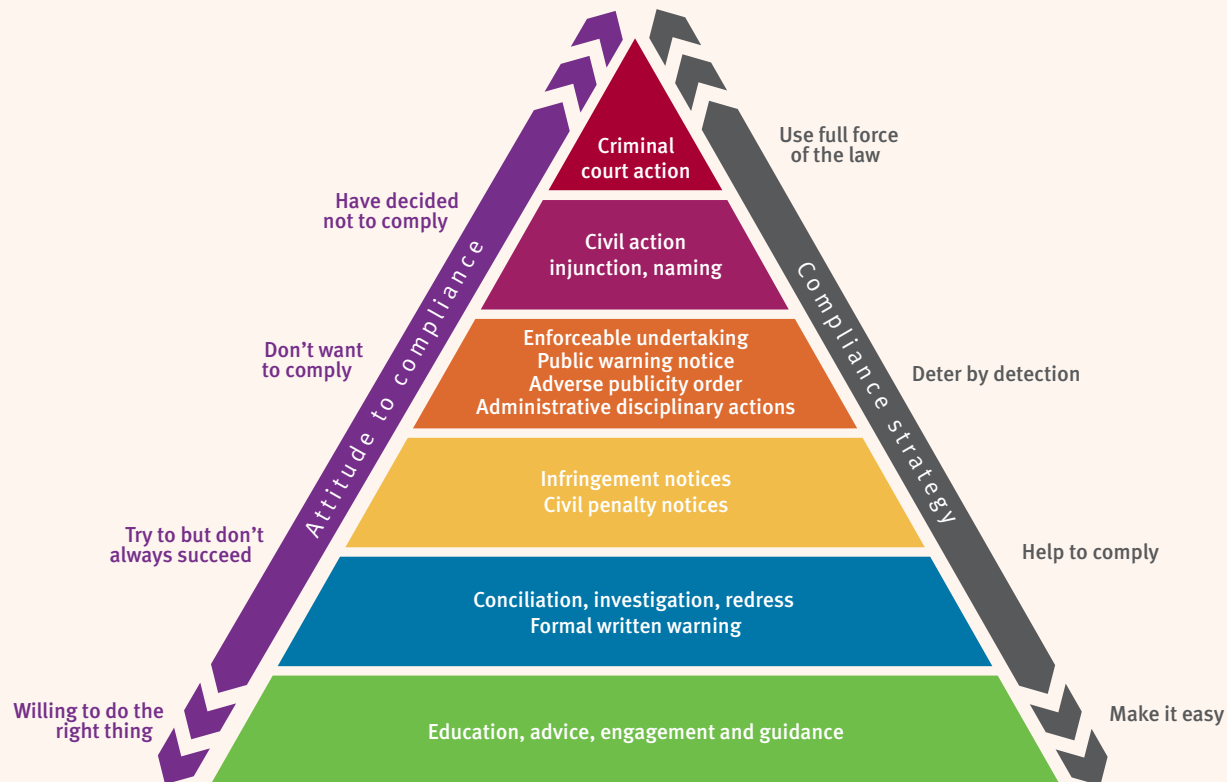 Criminal
court action
Civil action
injunction, naming
Enforceable undertaking
Public warning notice
Adverse publicity order
Administrative disciplinary actions
Infringement notices
Civil penalty notices
Conciliation, investigation, redress
Formal written warning
Education, advice, engagement and guidance
Attitude to compliance
Have decided
not to comply
Don’t want
to comply
Try to but don’t
always succeed
Willing to do the
right thing
Compliance strategy
Use full force
of the law
Deter by detection
Help to comply
Make it easy